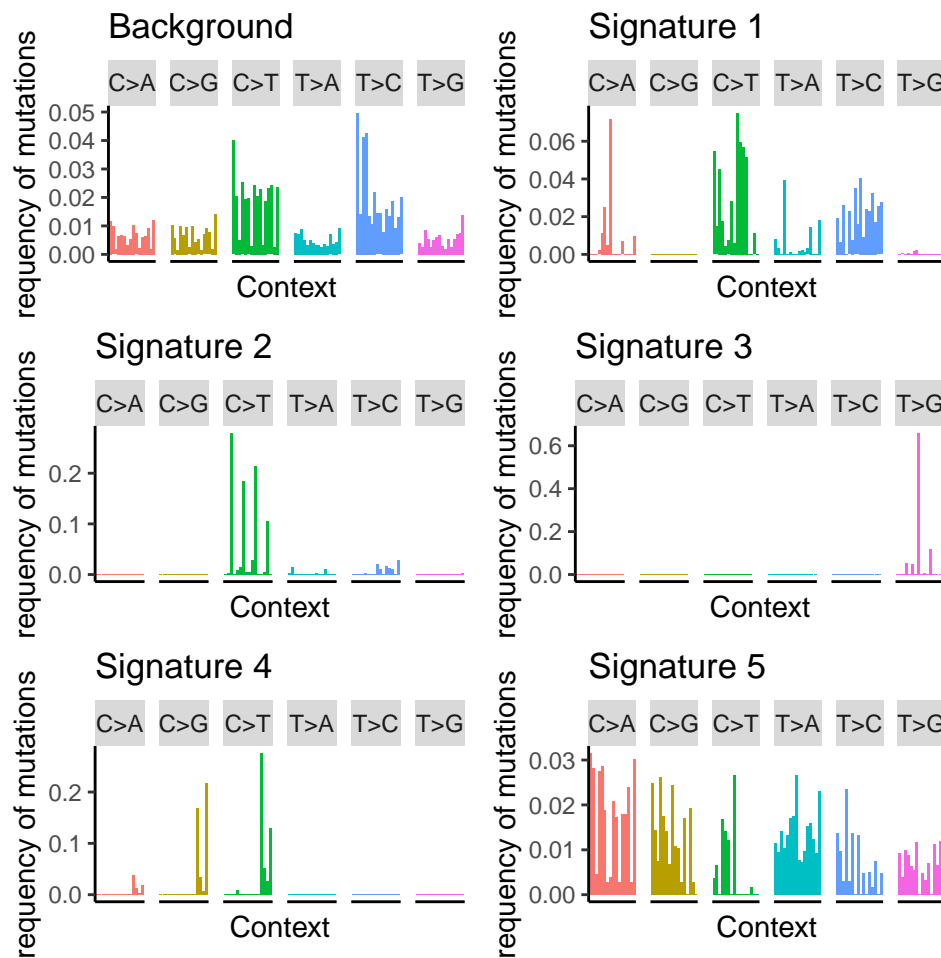 Background
C>A C>G C>T T>A T>C T>G
requency of mutations
0.05
0.04
0.03
0.02
0.01
0.00
Context
Signature 1
C>A C>G C>T T>A T>C T>G
requency of mutations
0.06
0.04
0.02
0.00
Context
Signature 2
C>A C>G C>T T>A T>C T>G
requency of mutations
0.2
0.1
0.0
Context
Signature 3
C>A C>G C>T T>A T>C T>G
requency of mutations
0.6
0.4
0.2
0.0
Context
Signature 4
C>A C>G C>T T>A T>C T>G
requency of mutations
0.2
0.1
0.0
Context
Signature 5
C>A C>G C>T T>A T>C T>G
requency of mutations
0.03
0.02
0.01
0.00
Context